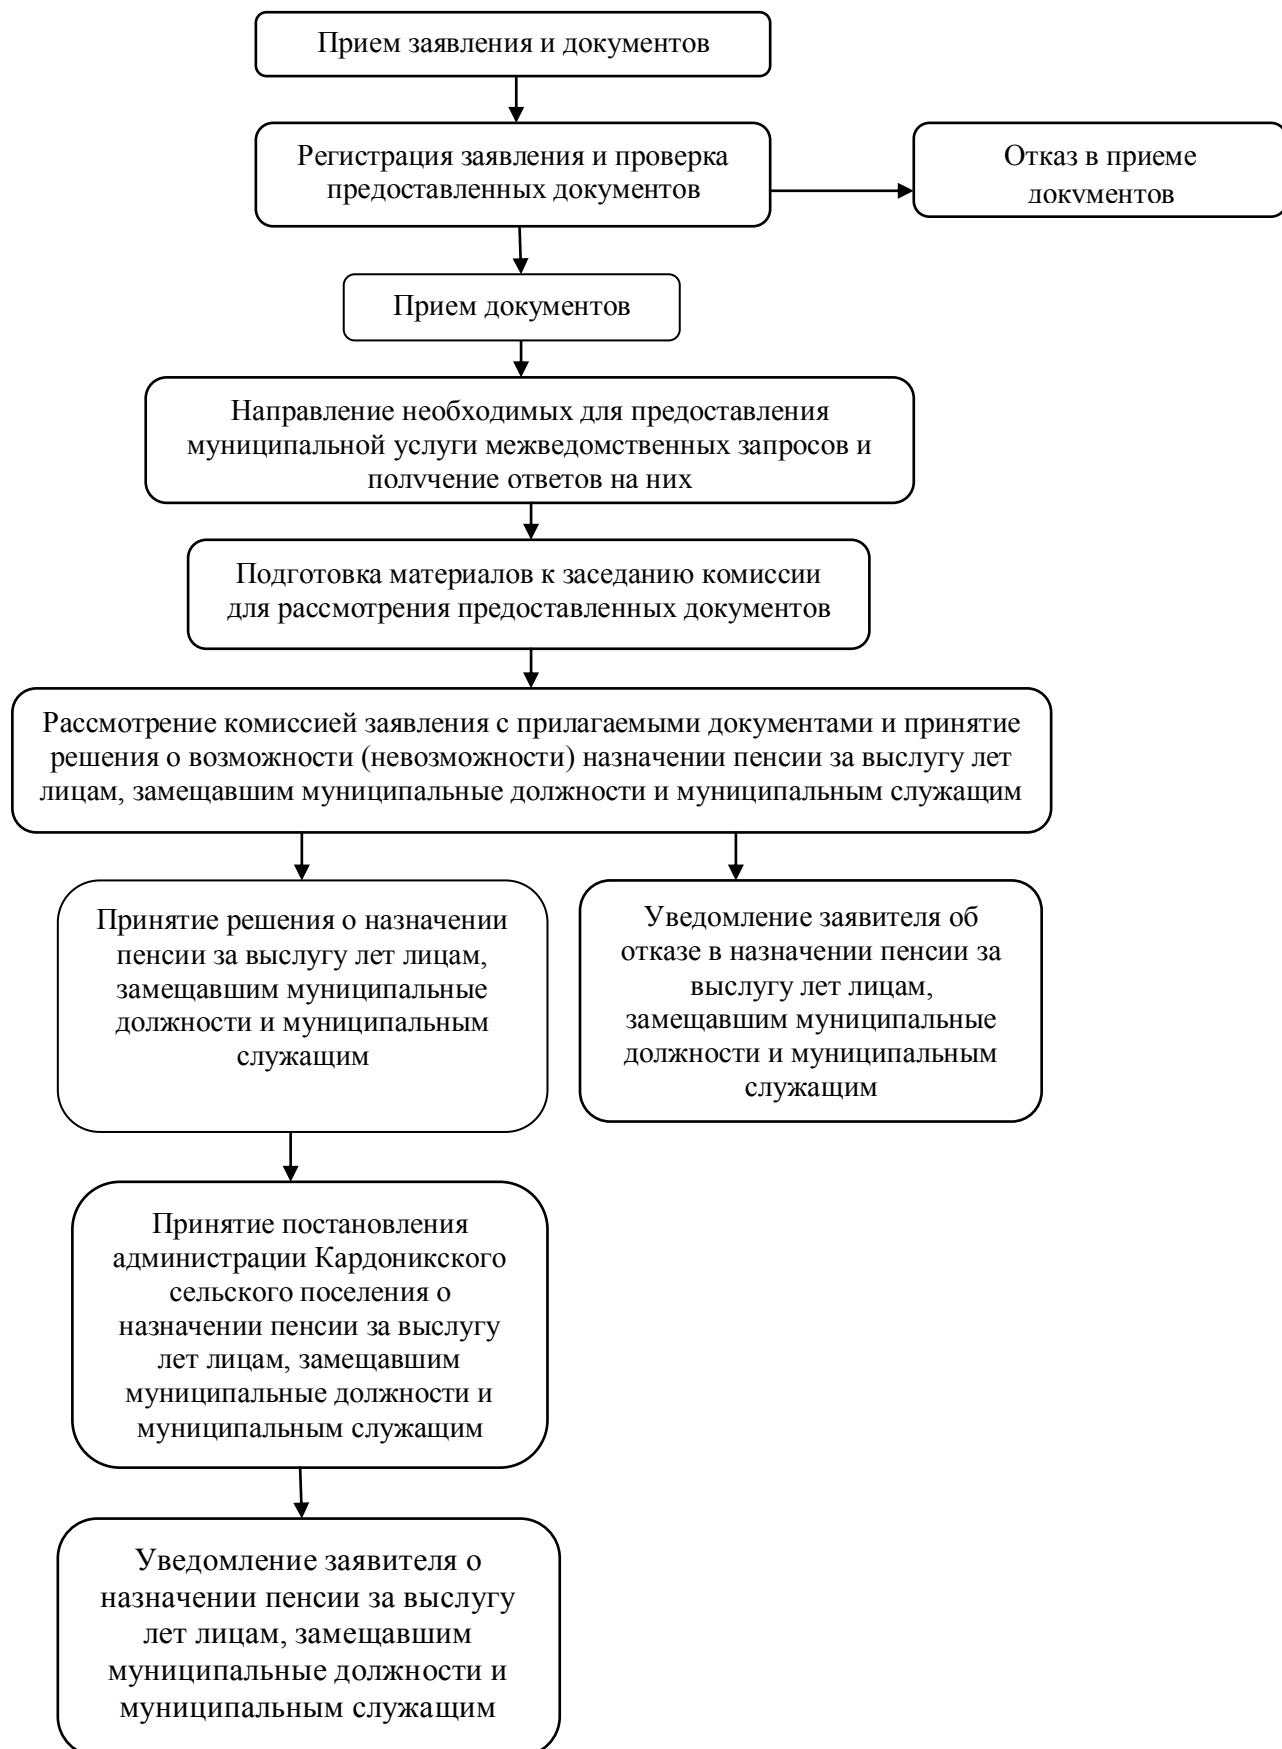 Прием заявления и документов
Регистрация заявления и проверка
предоставленных документов
Отказ в приеме
документов
Прием документов
Направление необходимых для предоставления
муниципальной услуги межведомственных запросов и
получение ответов на них
Подготовка материалов к заседанию комиссии
для рассмотрения предоставленных документов
Рассмотрение комиссией заявления с прилагаемыми документами и принятие
решения о возможности (невозможности) назначении пенсии за выслугу лет
лицам, замещавшим муниципальные должности и муниципальным служащим
Принятие решения о назначении
пенсии за выслугу лет лицам,
замещавшим муниципальные
должности и муниципальным
служащим
Уведомление заявителя об
отказе в назначении пенсии за
выслугу лет лицам,
замещавшим муниципальные
должности и муниципальным
служащим
Принятие постановления
администрации Кардоникского
сельского поселения о
назначении пенсии за выслугу
лет лицам, замещавшим
муниципальные должности и
муниципальным служащим
Уведомление заявителя о
назначении пенсии за выслугу
лет лицам, замещавшим
муниципальные должности и
муниципальным служащим